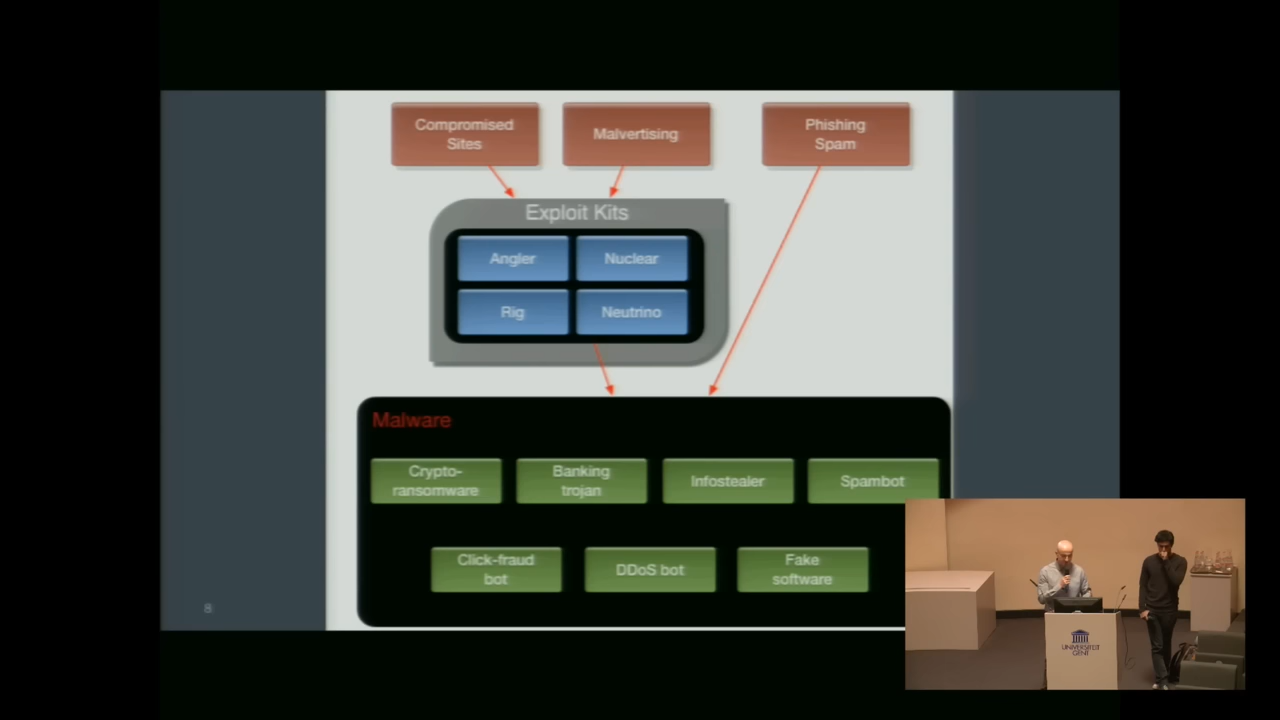 Compromised
Sites
Malvertising
Phishing
Spam
Exploit Kits
Angler
Nuclear
Rig
Neutrino
Malware
Crypto-
ransomware
Banking
trojan
Infostealer
Spambot
Click-fraud
bot
DDoS bot
Fake
software
8
UNIVERSITEIT
GENT